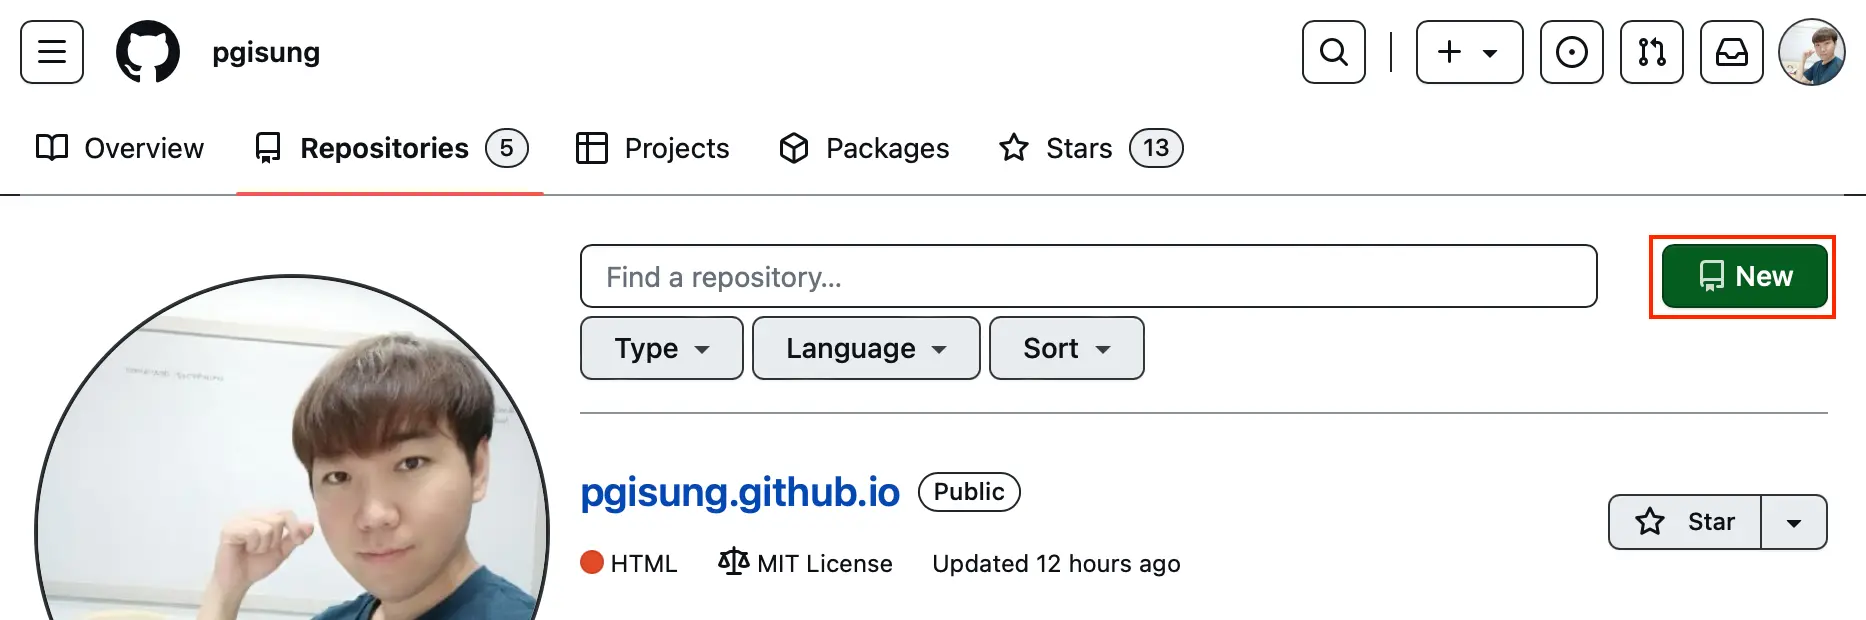 pgisung
Overview Repositories 5 Projects Packages Stars 13
Find a repository...
New
Type Language Sort
pgisung.github.io Public
Star
HTML MIT License Updated 12 hours ago